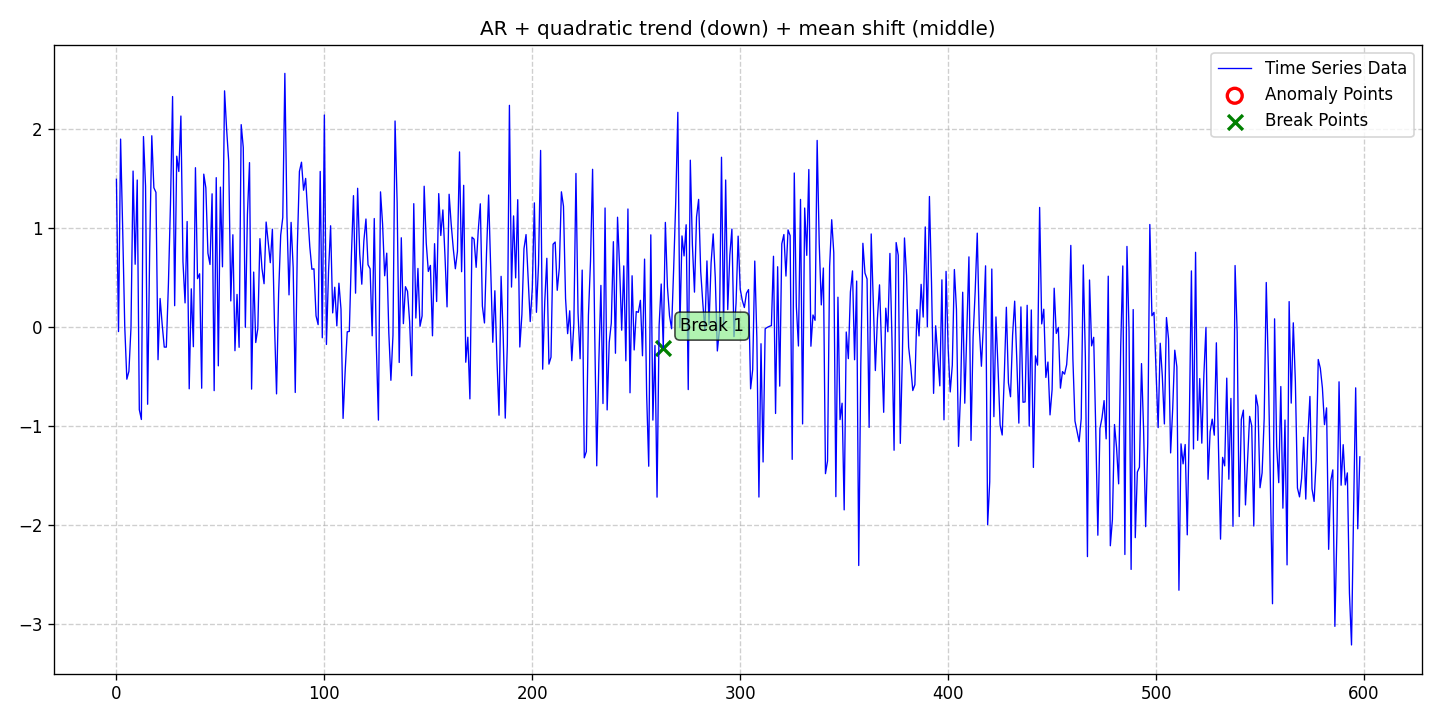 AR + quadratic trend (down) + mean shift (middle)
Time Series Data
Anomaly Points
Break Points
Break 1
2
1
0
−1
−2
−3
0
100
200
300
400
500
600